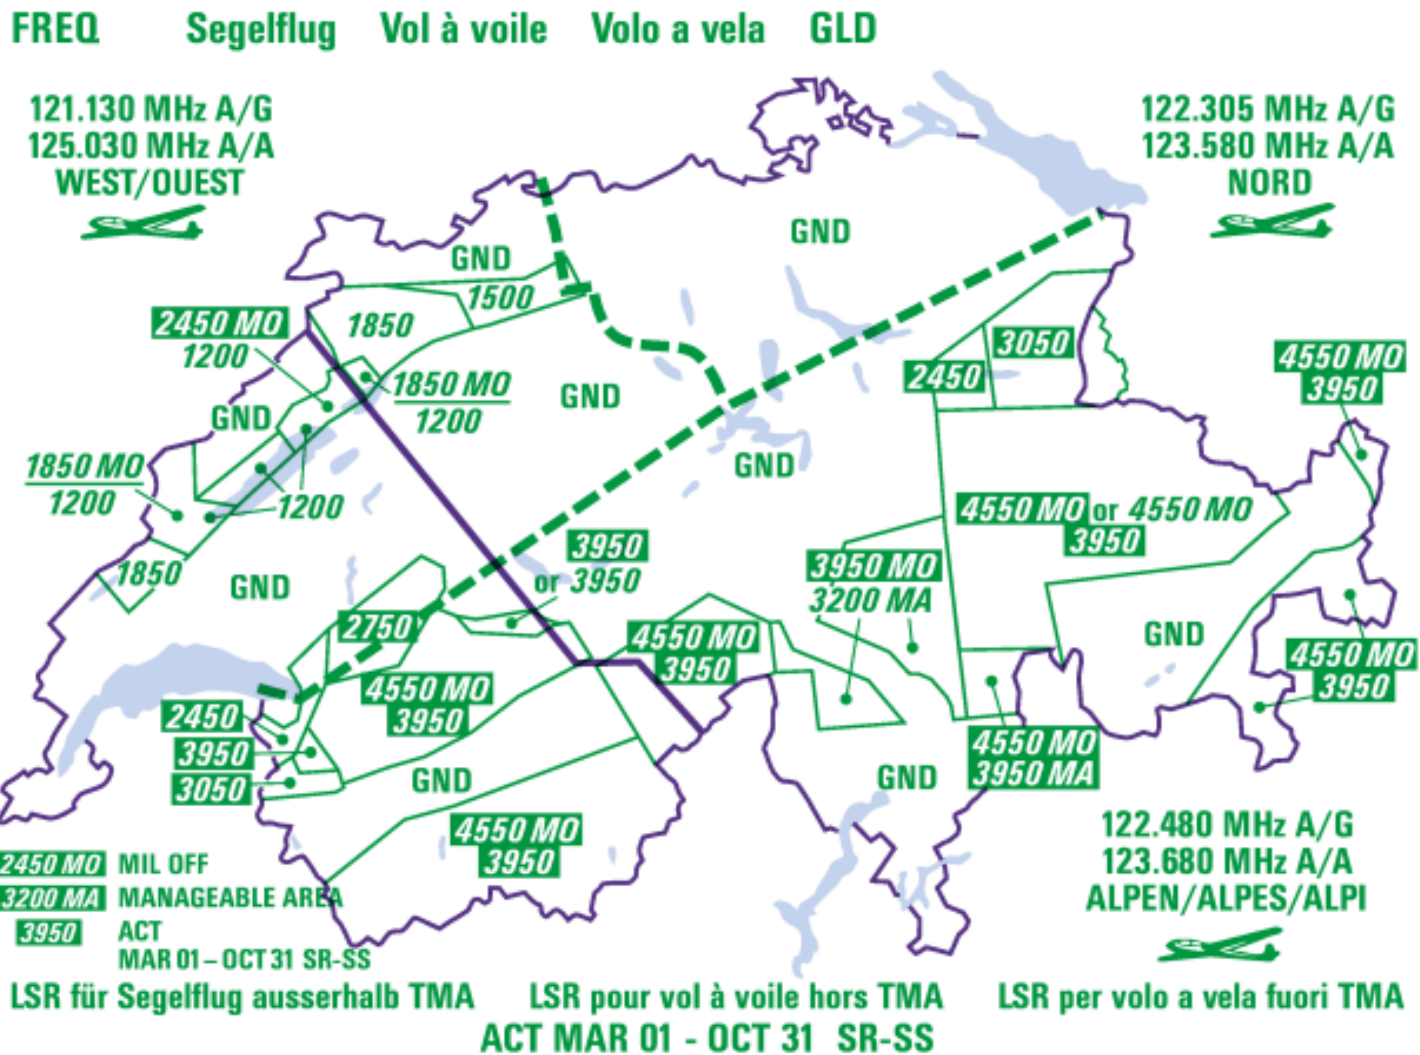 FREQ Segelflug Vol à voile Volo a vela GLD
121.130 MHz A/G
125.030 MHz A/A
WEST/OUEST
122.305 MHz A/G
123.580 MHz A/A
NORD
GND
GND
1500
2450 MO
1200
1850
3050
2450
4550 MO
3950
1850 MO
1200
GND
GND
GND
1850 MO
1200
1200
4550 MO or 4550 MO
3950
3950
or 3950
3950 MO
3200 MA
1850
GND
2750
4550 MO
3950
GND
4550 MO
3950
4550 MO
3950
2450
3950
3050
GND
4550 MO
3950 MA
GND
4550 MO
3950
122.480 MHz A/G
123.680 MHz A/A
ALPEN/ALPES/ALPI
2450 MO MIL OFF
3200 MA MANAGEABLE AREA
3950 ACT
MAR 01 – OCT 31 SR-SS
LSR für Segelflug ausserhalb TMA LSR pour vol à voile hors TMA LSR per volo a vela fuori TMA
ACT MAR 01 - OCT 31 SR-SS